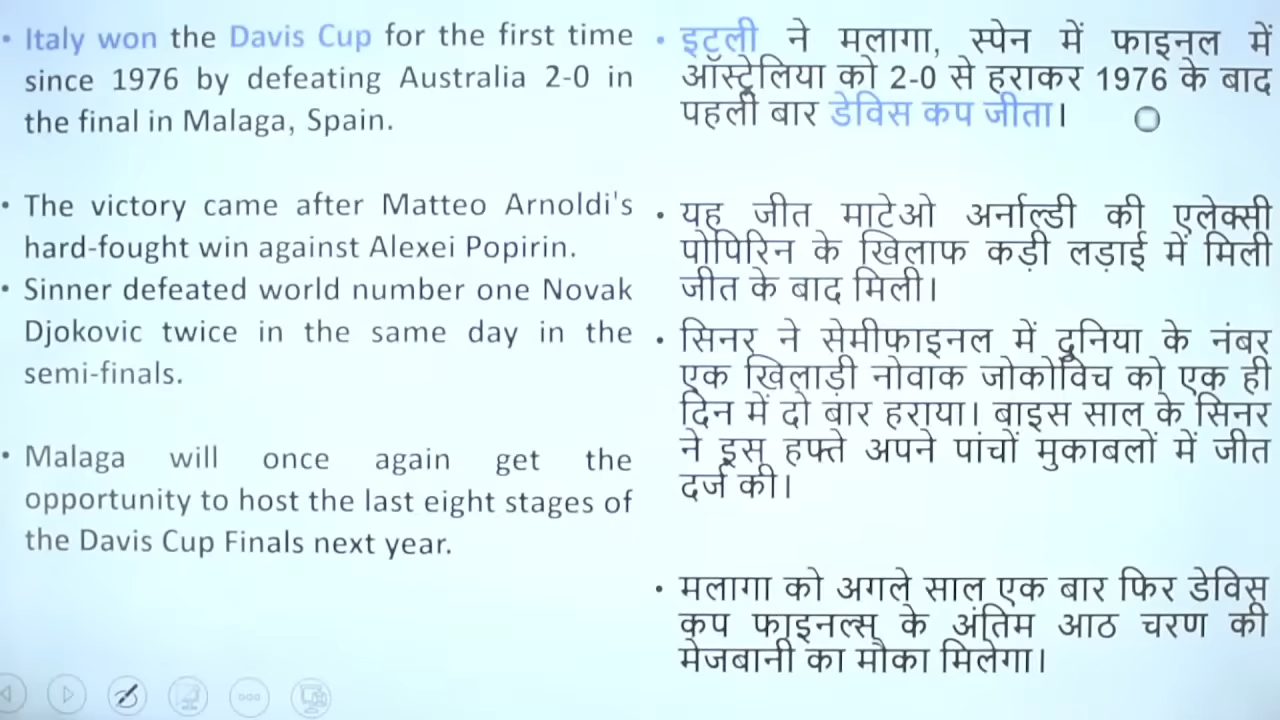 • Italy won the Davis Cup for the first time
since 1976 by defeating Australia 2-0 in
the final in Malaga, Spain.
• The victory came after Matteo Arnoldi's
hard-fought win against Alexei Popirin.
• Sinner defeated world number one Novak
Djokovic twice in the same day in the
semi-finals.
• Malaga will once again get the
opportunity to host the last eight stages of
the Davis Cup Finals next year.
• इटली ने मलागा, स्पेन में फाइनल में
ऑस्ट्रेलिया को 2-0 से हराकर 1976 के बाद
पहली बार डेविस कप जीता।
• यह जीत माटेओ अर्नाल्डी की एलेक्सी
पोपिरिन के खिलाफ कड़ी लड़ाई में मिली
जीत के बाद मिली।
• सिनर ने सेमीफाइनल में दुनिया के नंबर
एक खिलाड़ी नोवाक जोकोविच को एक ही
दिन में दो बार हराया। बाइस साल के सिनर
ने इस हफ्ते अपने पांचों मुकाबलों में जीत
दर्ज की।
• मलागा को अगले साल एक बार फिर डेविस
कप फाइनल्स के अंतिम आठ चरण की
मेजबानी का मौका मिलेगा।